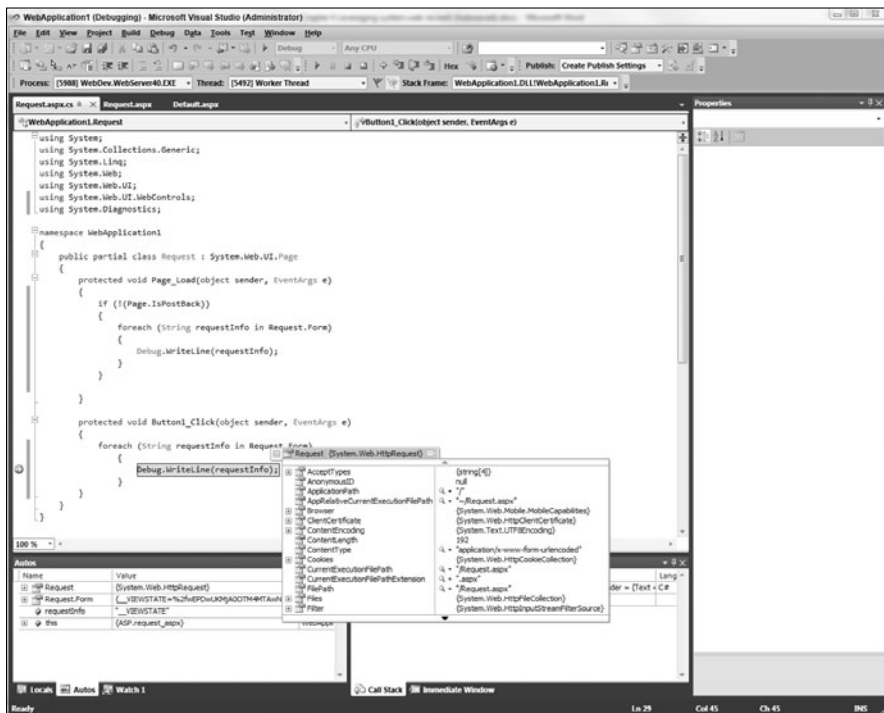 WebApplication1 (Debugging) - Microsoft Visual Studio (Administrator)
File Edit View Project Build Debug Data Tools Test Window Help
Debug Any CPU
Hex Publish: Create Publish Settings
Process: [5988] WebDev.WebServer40.EXE Thread: [5492] Worker Thread Stack Frame: WebApplication1.DLL!WebApplication1.Re
Request.aspx.cs Request.aspx Default.aspx Properties
WebApplication1.Request Button1_Click(object sender, EventArgs e)
using System;
using System.Collections.Generic;
using System.Linq;
using System.Web;
using System.Web.UI;
using System.Web.UI.WebControls;
using System.Diagnostics;
namespace WebApplication1
{
public partial class Request : System.Web.UI.Page
{
protected void Page_Load(object sender, EventArgs e)
{
if (!(Page.IsPostBack))
{
foreach (String requestInfo in Request.Form)
{
Debug.WriteLine(requestInfo);
}
}
}
protected void Button1_Click(object sender, EventArgs e)
{
foreach (String requestInfo in Request.Form)
{
Debug.WriteLine(requestInfo);
}
}
}
}
Request {System.Web.HttpRequest}
AcceptTypes {string[4]}
AnonymousID null
ApplicationPath "/"
AppRelativeCurrentExecutionFilePath "~/Request.aspx"
Browser {System.Web.Mobile.MobileCapabilities}
ClientCertificate {System.Web.HttpClientCertificate}
ContentEncoding {System.Text.UTF8Encoding}
ContentLength 192
ContentType "application/x-www-form-urlencoded"
Cookies {System.Web.HttpCookieCollection}
CurrentExecutionFilePath "/Request.aspx"
CurrentExecutionFilePathExtension ".aspx"
FilePath "/Request.aspx"
Files {System.Web.HttpFileCollection}
Filter {System.Web.HttpInputStreamFilterSource}
100 %
Autos
Name Value Lang
Request {System.Web.HttpRequest} der = {Text C#
Request.Form
requestInfo "__VIEWSTATE"
this {ASP.request_aspx} WebAppl
Locals Autos Watch 1 Call Stack Immediate Window
Ready Ln 29 Col 45 Ch 45 INS